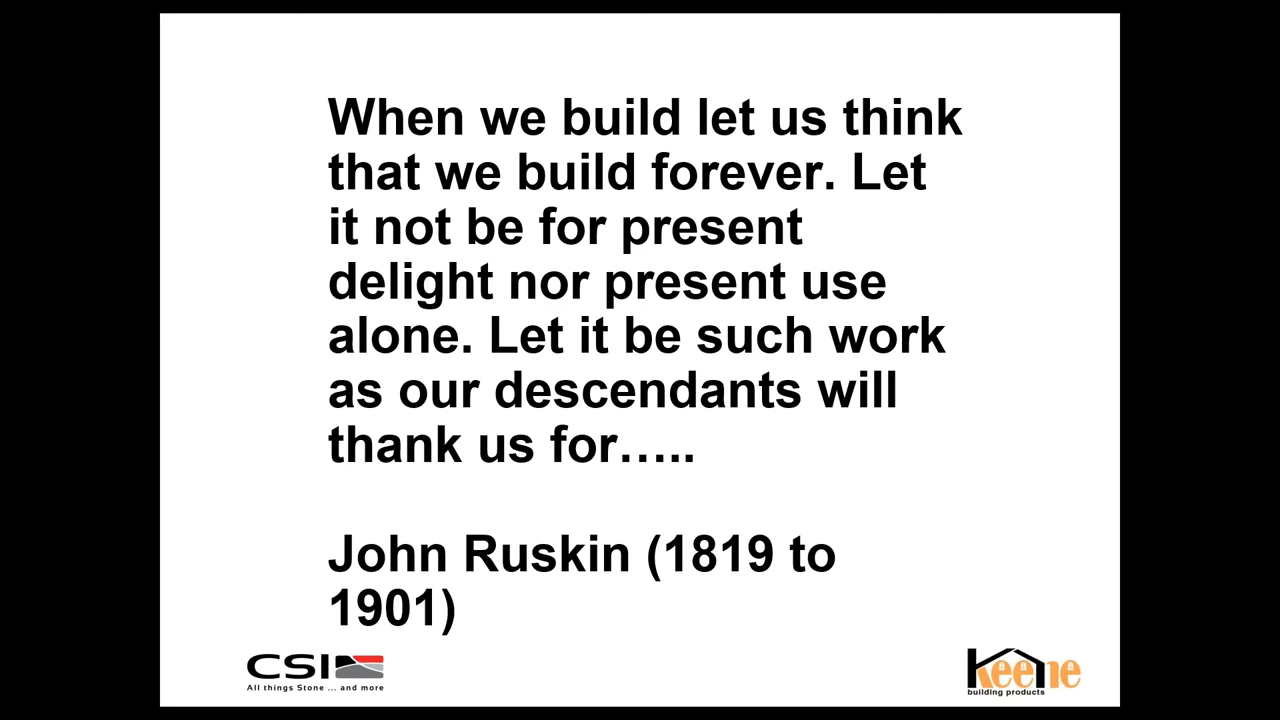 When we build let us think
that we build forever. Let
it not be for present
delight nor present use
alone. Let it be such work
as our descendants will
thank us for…..
John Ruskin (1819 to
1901)
CSI
All things Stone ... and more
keene
building products